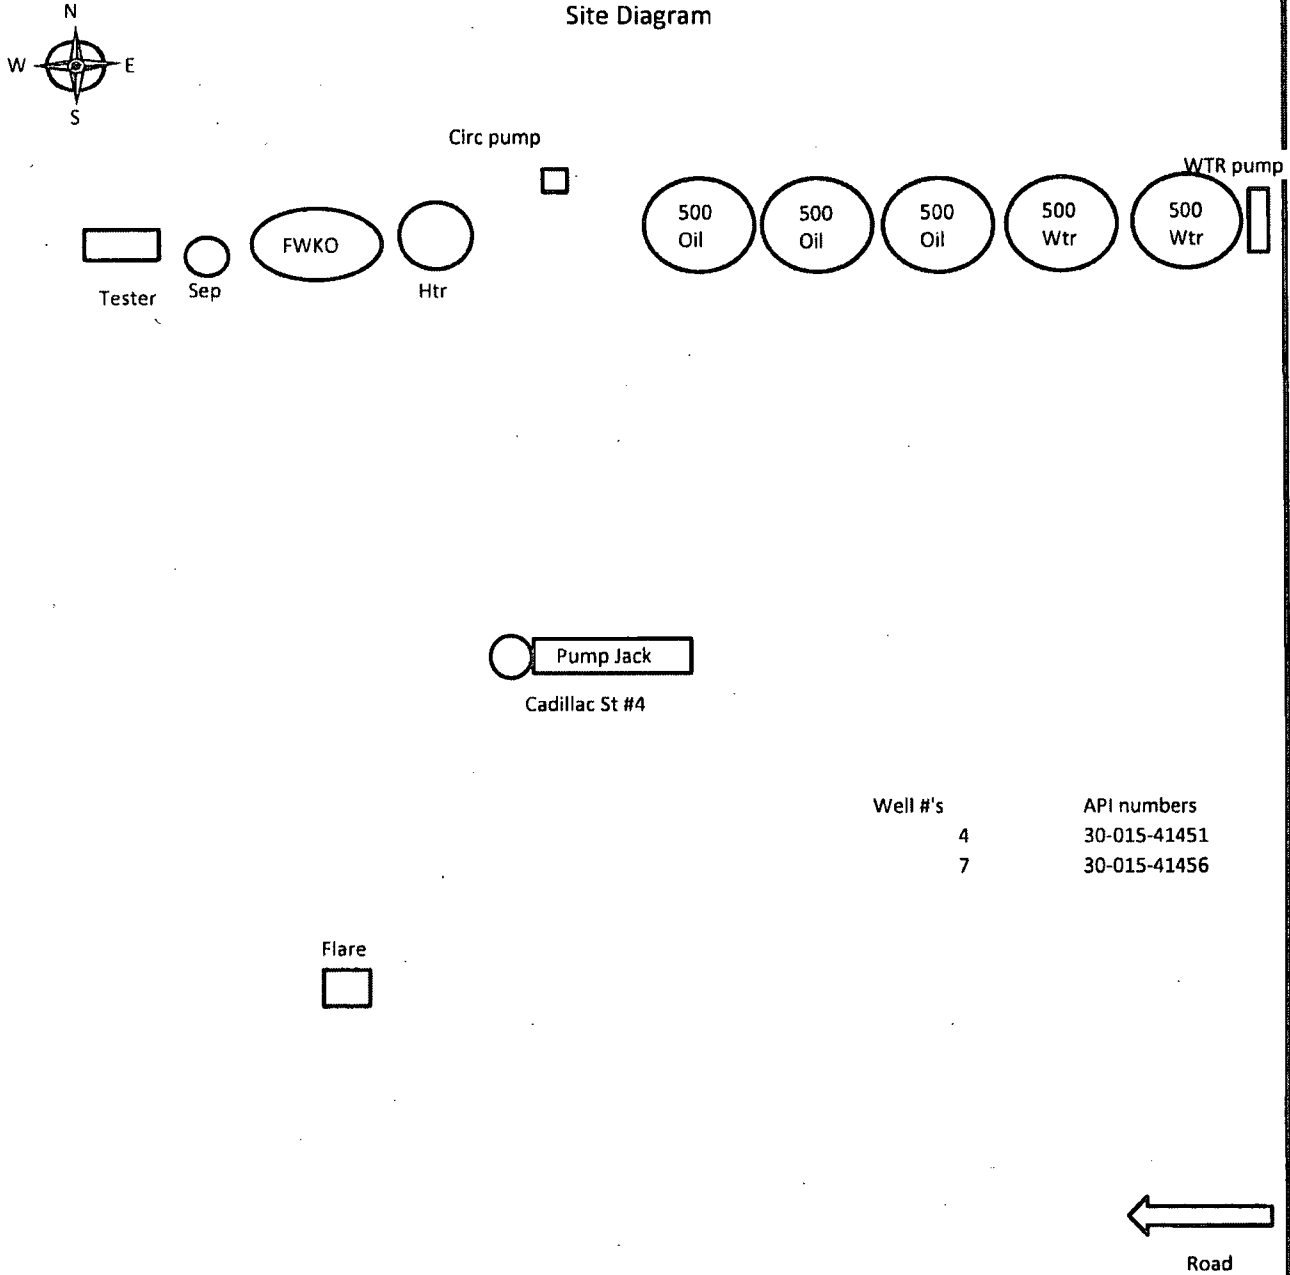 Site Diagram
N
W E
S
Circ pump
WTR pump
500 500 500 500 500
Oil Oil Oil Wtr Wtr
FWKO
Tester Sep Htr
Pump Jack
Cadillac St #4
Well #'s API numbers
4 30-015-41451
7 30-015-41456
Flare
Road